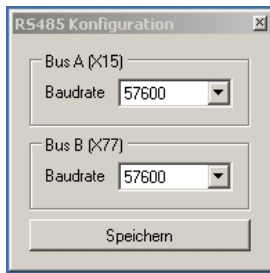 RS485 Konfiguration
Bus A (X15)
Baudrate 57600
Bus B (X77)
Baudrate 57600
Speichern